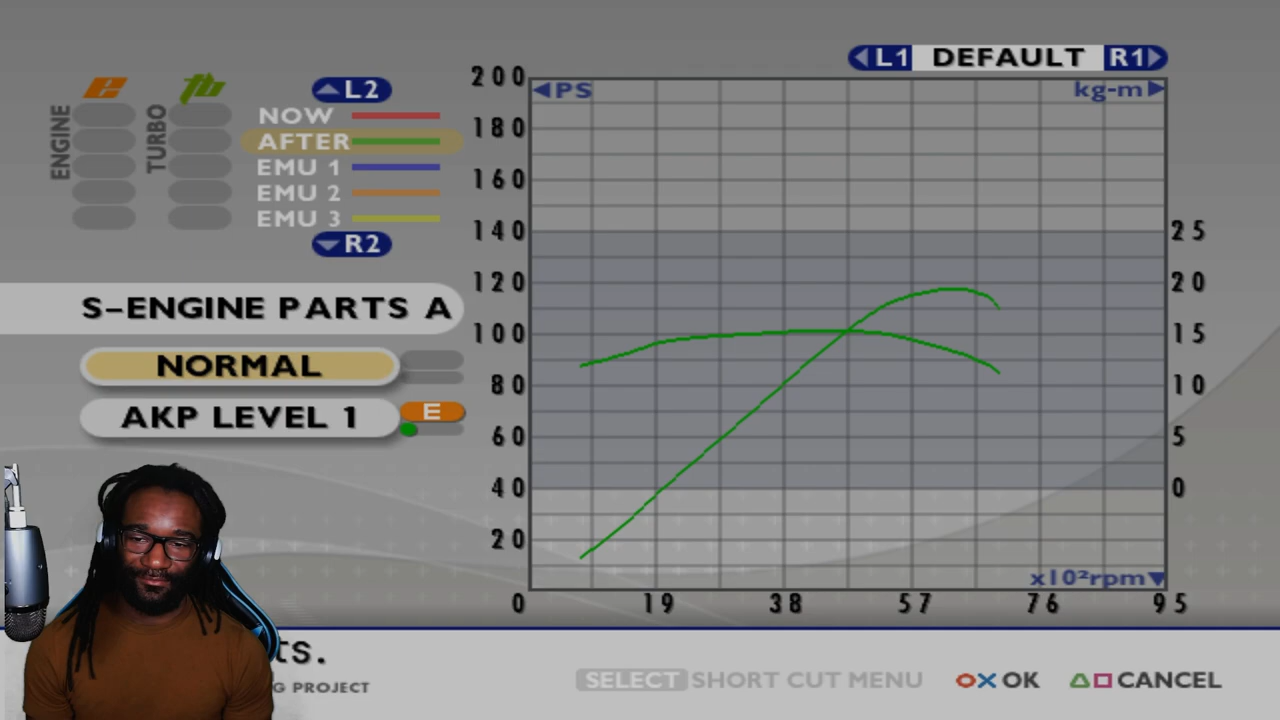 ◀L1 DEFAULT R1▶
ENGINE
TURBO
▲L2
NOW
AFTER
EMU 1
EMU 2
EMU 3
▼R2
S-ENGINE PARTS A
NORMAL
AKP LEVEL 1
E
◀PS
kg-m▶
200
180
160
140
120
100
80
60
40
20
25
20
15
10
5
0
x10²rpm▼
0 19 38 57 76 95
ts.
G PROJECT
SELECT SHORT CUT MENU ○✕OK △□CANCEL